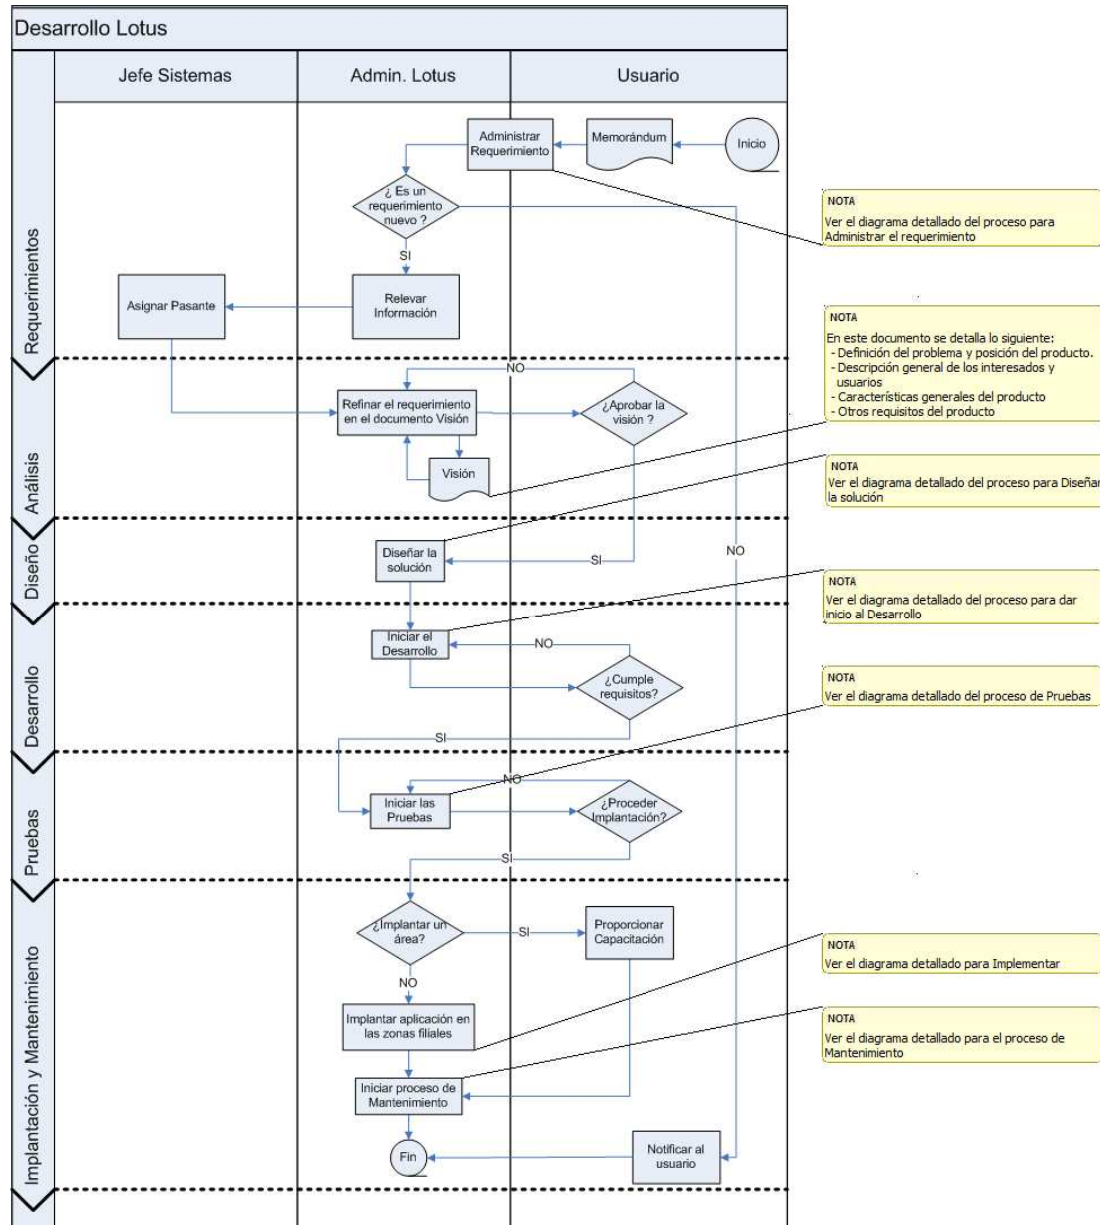 Desarrollo Lotus
Jefe Sistemas
Admin. Lotus
Usuario
Requerimientos
Administrar
Requerimiento
Memorándum
Inicio
¿ Es un
requerimiento
nuevo ?
SI
Asignar Pasante
Relevar
Información
NOTA
Ver el diagrama detallado del proceso para
Administrar el requerimiento
NOTA
En este documento se detalla lo siguiente:
- Definición del problema y posición del producto.
- Descripción general de los interesados y
usuarios
- Características generales del producto
- Otros requisitos del producto
Análisis
NO
Refinar el requerimiento
en el documento Visión
¿Aprobar la
visión ?
Visión
NOTA
Ver el diagrama detallado del proceso para Diseñar
la solución
Diseño
Diseñar la
solución
SI
NO
NOTA
Ver el diagrama detallado del proceso para dar
inicio al Desarrollo
Desarrollo
Iniciar el
Desarrollo
NO
¿Cumple
requisitos?
SI
NOTA
Ver el diagrama detallado del proceso de Pruebas
Pruebas
NO
Iniciar las
Pruebas
¿Proceder
Implantación?
SI
Implantación y Mantenimiento
¿Implantar un
área?
SI
Proporcionar
Capacitación
NO
Implantar aplicación en
las zonas filiales
NOTA
Ver el diagrama detallado para Implementar
Iniciar proceso de
Mantenimiento
NOTA
Ver el diagrama detallado para el proceso de
Mantenimiento
Fin
Notificar al
usuario